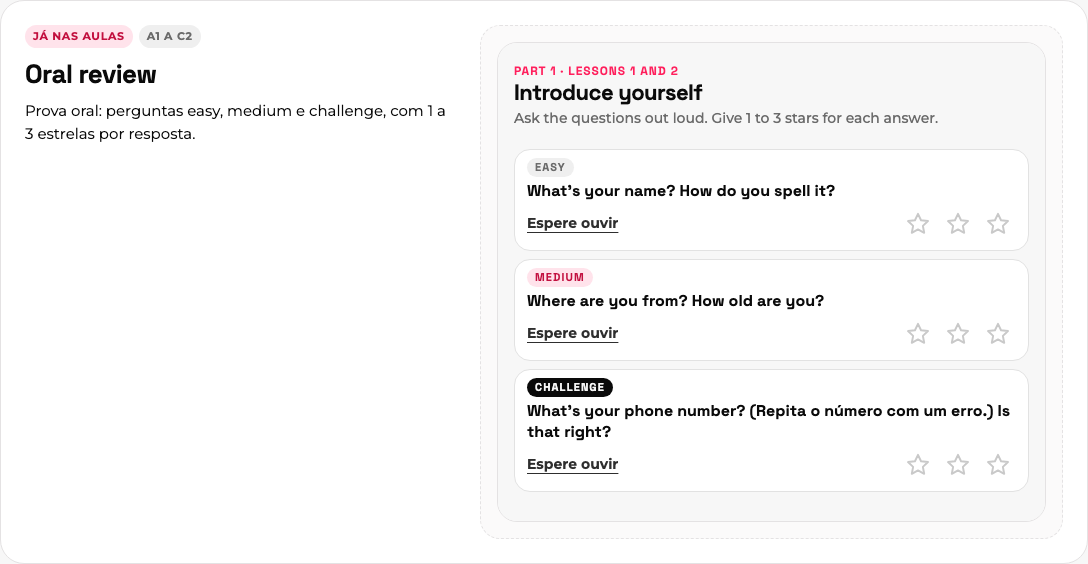 JÁ NAS AULAS
A1 A C2
Oral review
Prova oral: perguntas easy, medium e challenge, com 1 a
3 estrelas por resposta.
PART 1 · LESSONS 1 AND 2
Introduce yourself
Ask the questions out loud. Give 1 to 3 stars for each answer.
EASY
What's your name? How do you spell it?
Espere ouvir
MEDIUM
Where are you from? How old are you?
Espere ouvir
CHALLENGE
What's your phone number? (Repita o número com um erro.) Is
that right?
Espere ouvir